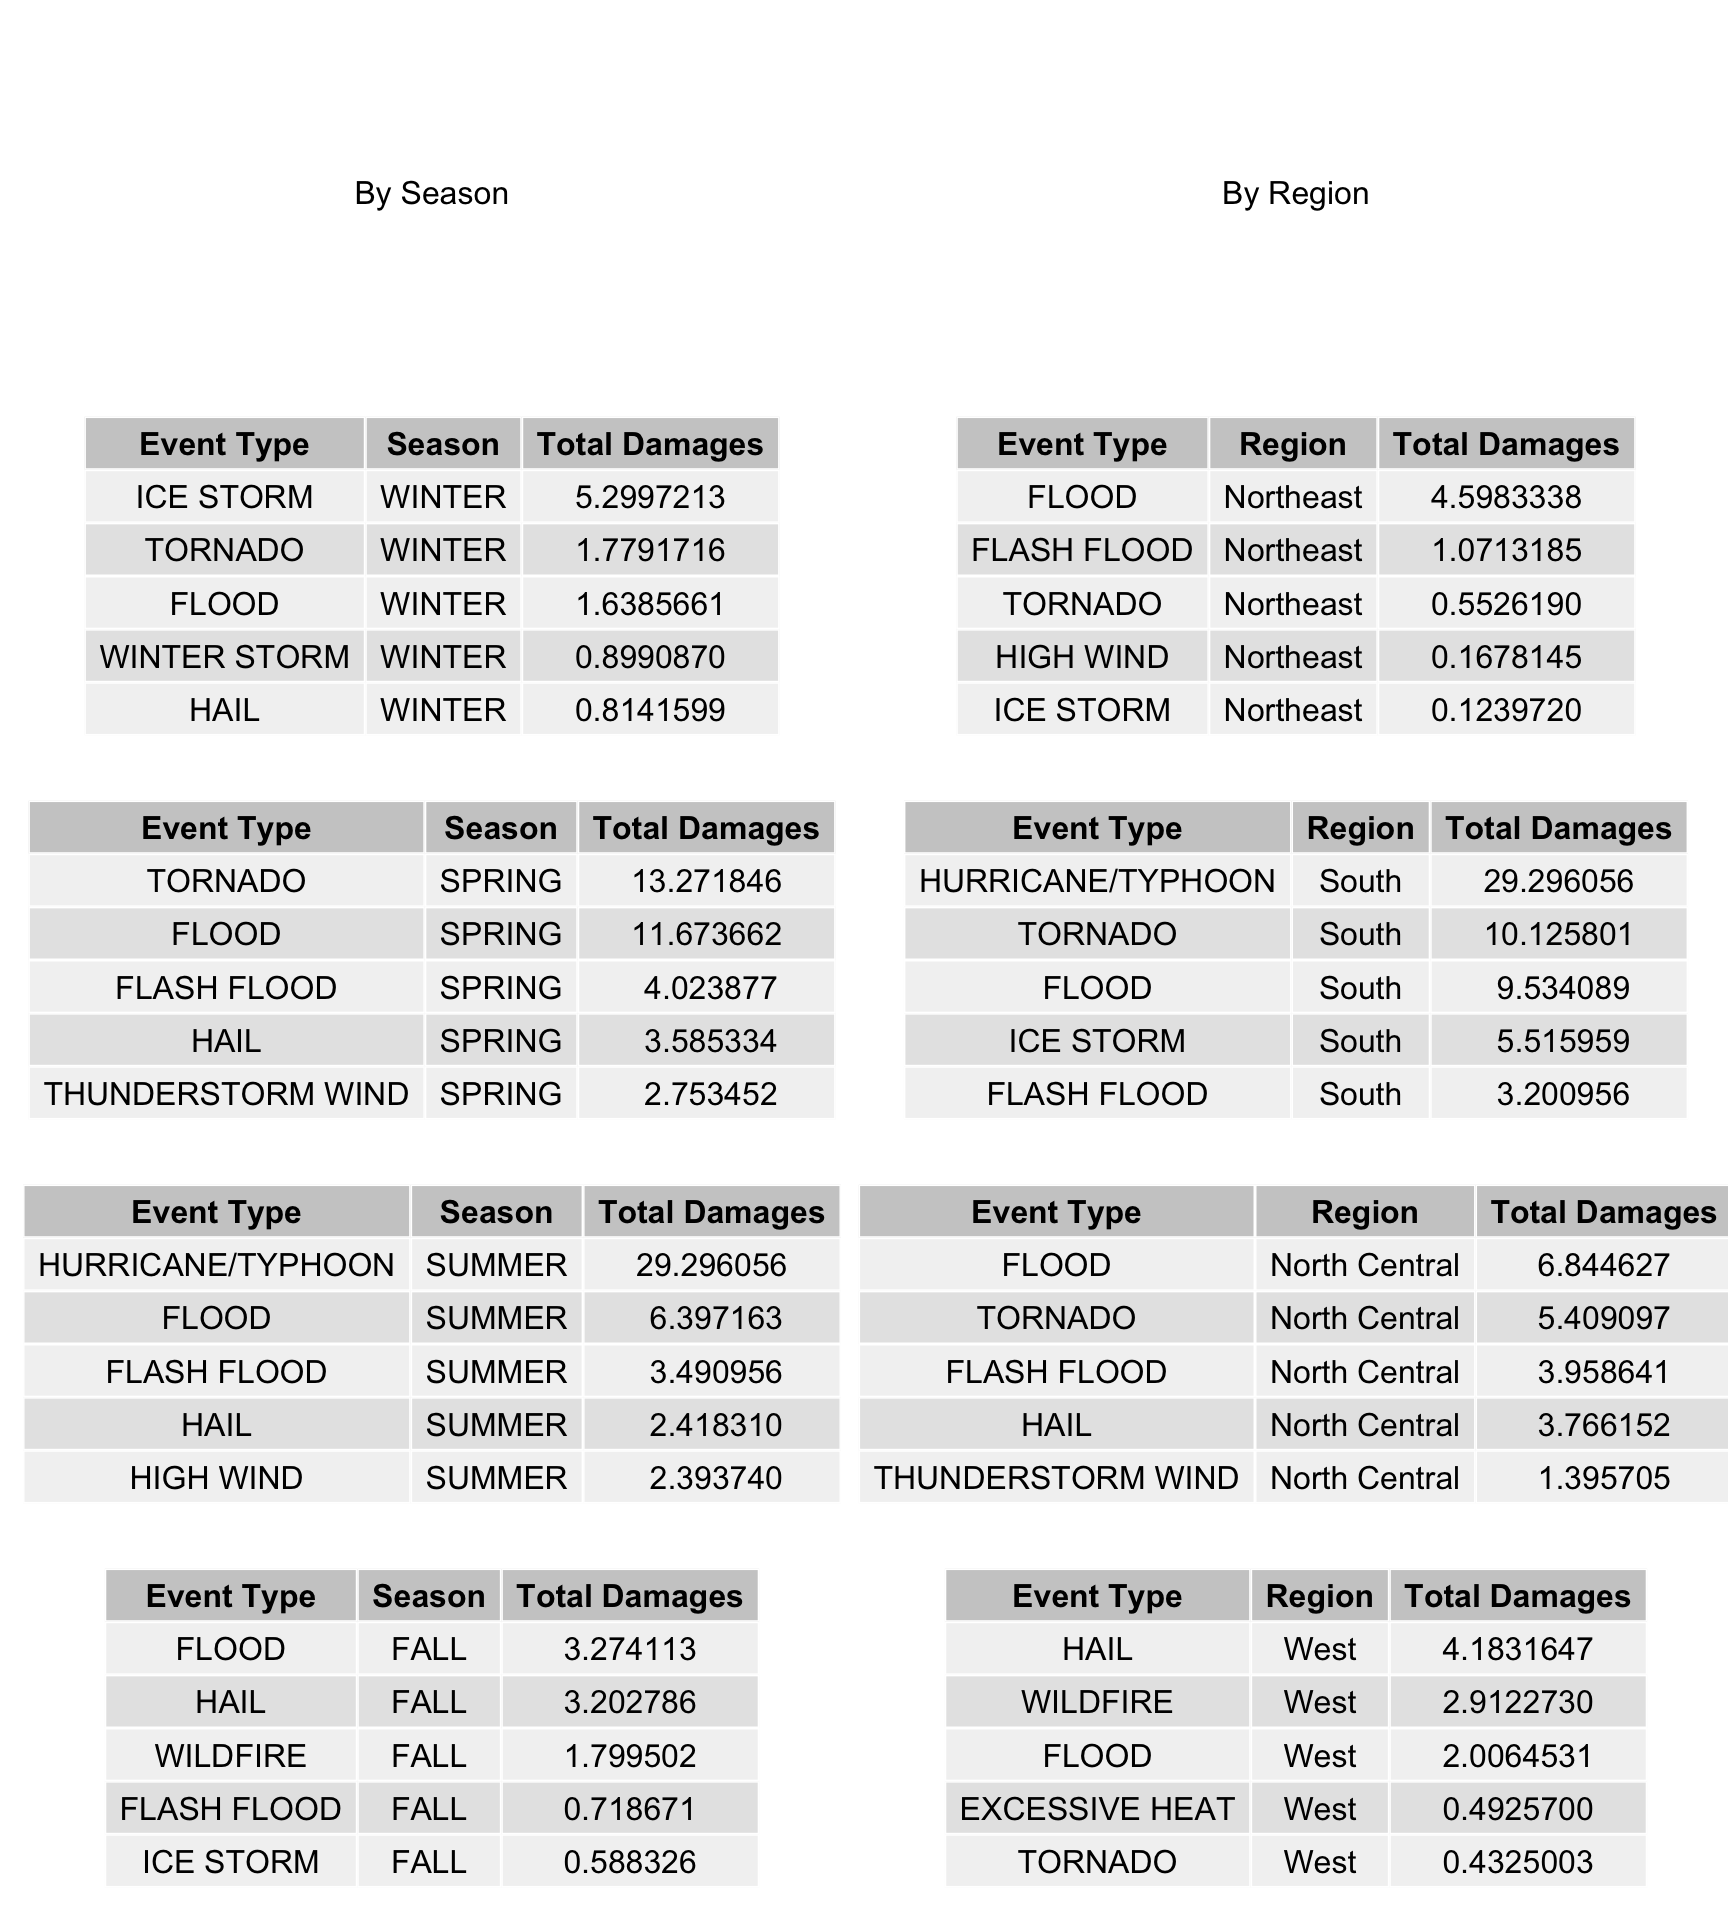 By Season
Event Type Season Total Damages
ICE STORM WINTER 5.2997213
TORNADO WINTER 1.7791716
FLOOD WINTER 1.6385661
WINTER STORM WINTER 0.8990870
HAIL WINTER 0.8141599
Event Type Season Total Damages
TORNADO SPRING 13.271846
FLOOD SPRING 11.673662
FLASH FLOOD SPRING 4.023877
HAIL SPRING 3.585334
THUNDERSTORM WIND SPRING 2.753452
Event Type Season Total Damages
HURRICANE/TYPHOON SUMMER 29.296056
FLOOD SUMMER 6.397163
FLASH FLOOD SUMMER 3.490956
HAIL SUMMER 2.418310
HIGH WIND SUMMER 2.393740
Event Type Season Total Damages
FLOOD FALL 3.274113
HAIL FALL 3.202786
WILDFIRE FALL 1.799502
FLASH FLOOD FALL 0.718671
ICE STORM FALL 0.588326
By Region
Event Type Region Total Damages
FLOOD Northeast 4.5983338
FLASH FLOOD Northeast 1.0713185
TORNADO Northeast 0.5526190
HIGH WIND Northeast 0.1678145
ICE STORM Northeast 0.1239720
Event Type Region Total Damages
HURRICANE/TYPHOON South 29.296056
TORNADO South 10.125801
FLOOD South 9.534089
ICE STORM South 5.515959
FLASH FLOOD South 3.200956
Event Type Region Total Damages
FLOOD North Central 6.844627
TORNADO North Central 5.409097
FLASH FLOOD North Central 3.958641
HAIL North Central 3.766152
THUNDERSTORM WIND North Central 1.395705
Event Type Region Total Damages
HAIL West 4.1831647
WILDFIRE West 2.9122730
FLOOD West 2.0064531
EXCESSIVE HEAT West 0.4925700
TORNADO West 0.4325003